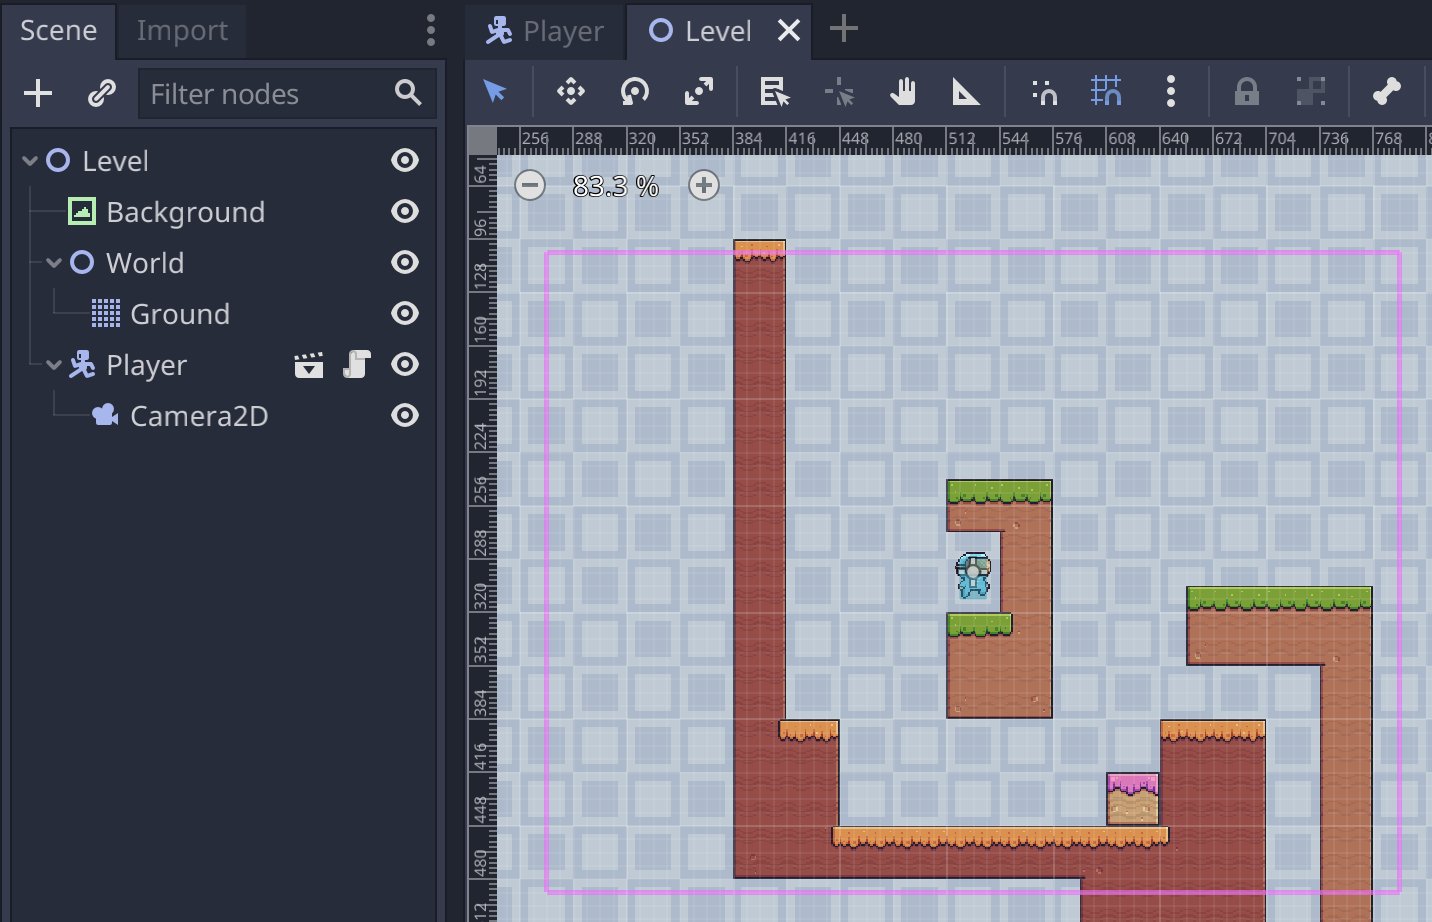 Scene Import
Player Level
Filter nodes
256 288 320 352 384 416 448 480 512 544 576 608 640 672 704 736 768
83.3 %
Level
Background
World
Ground
Player
Camera2D
64
96
128
160
192
224
256
288
320
352
384
416
448
480